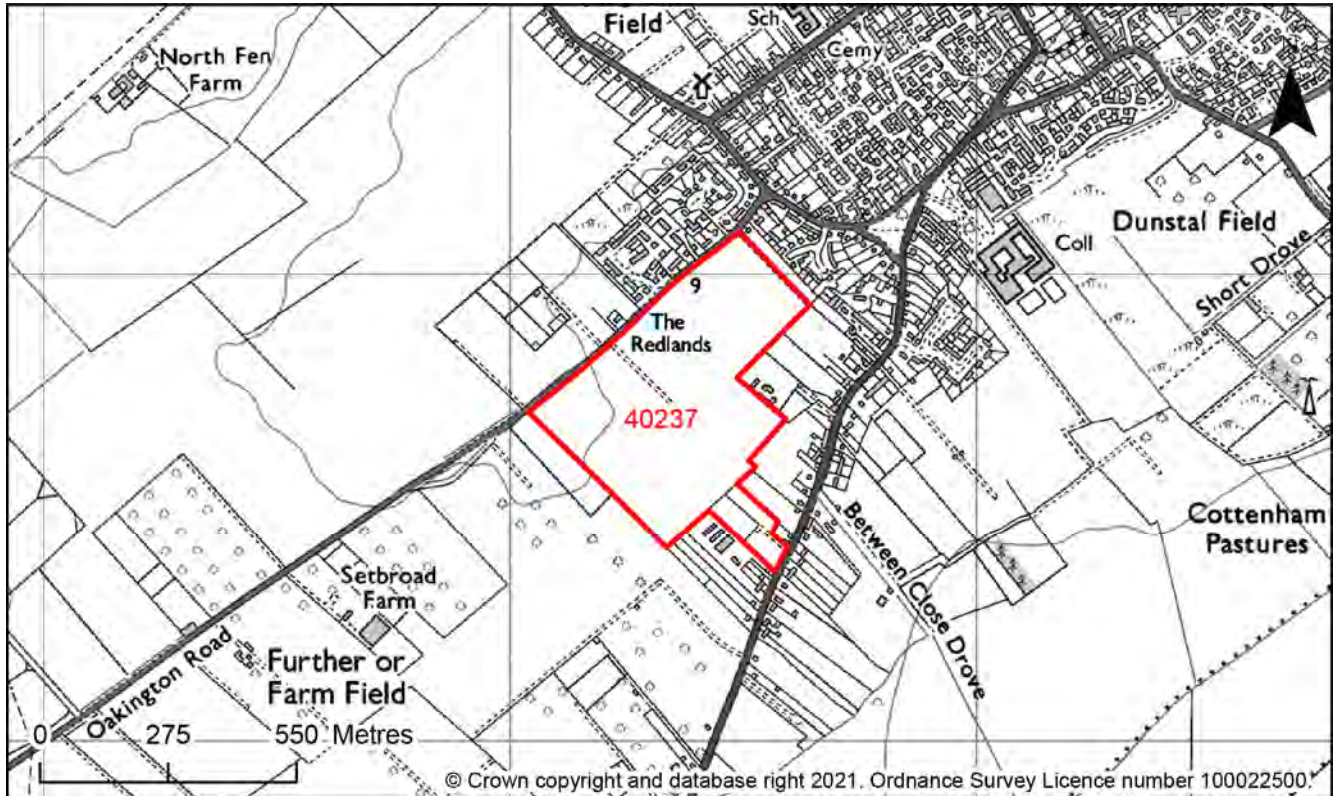 Field
Sch
Cemy
North Fen
Farm
Dunstal Field
Coll
Short Drove
9
The
Redlands
40237
Between Close Drove
Cottenham
Pastures
Setbroad
Farm
Further or
Farm Field
Oakington Road
0 275 550 Metres
© Crown copyright and database right 2021. Ordnance Survey Licence number 100022500.